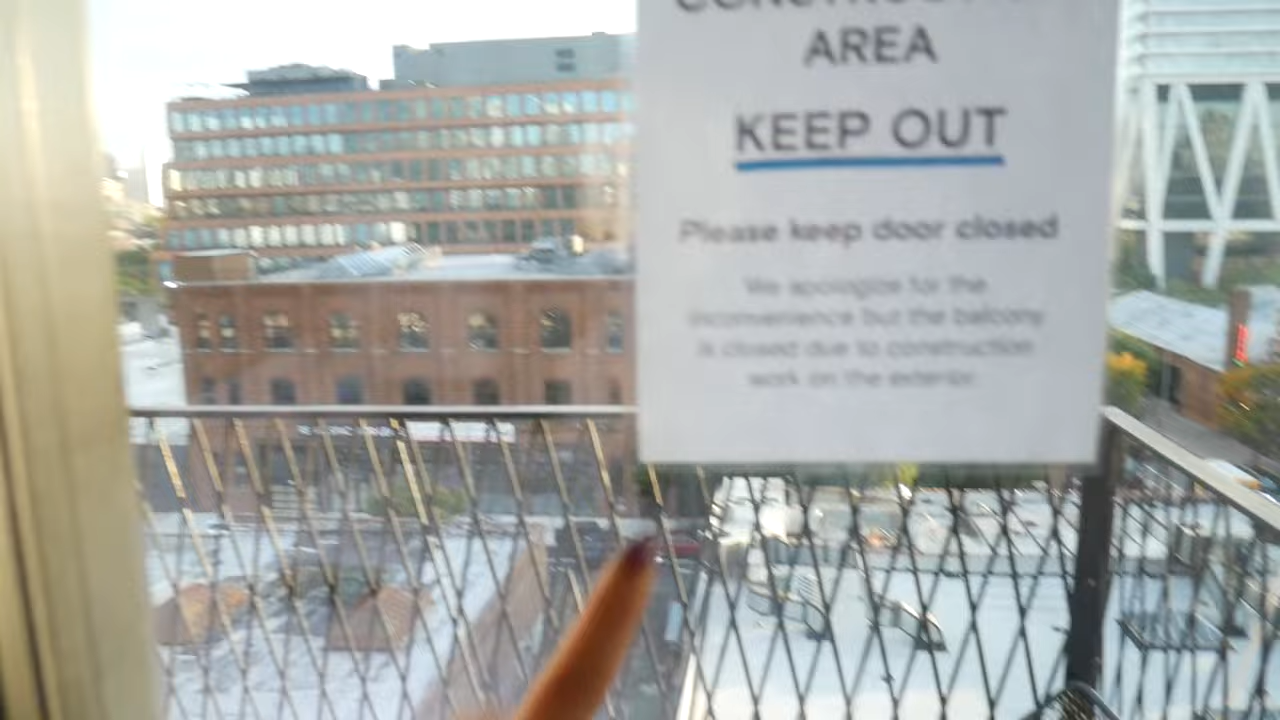 AREA
KEEP OUT
Please keep door closed
We apologize for the
inconvenience but the balcony
is closed due to construction
work on the exterior.